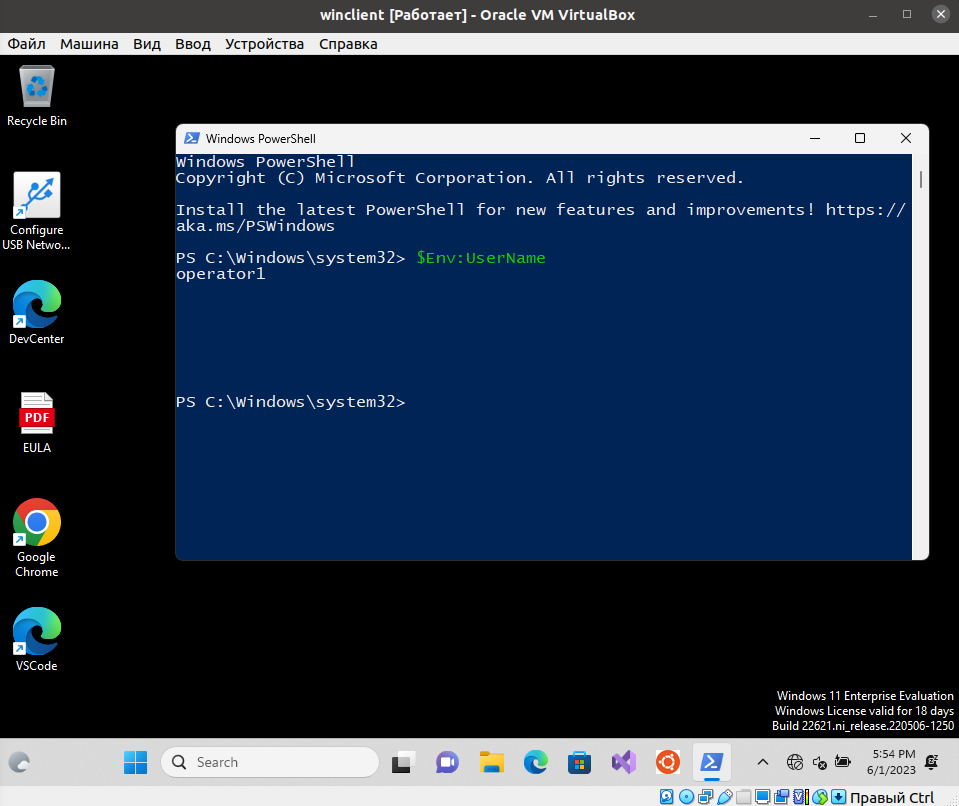 winclient [Работает] - Oracle VM VirtualBox
Файл Машина Вид Ввод Устройства Справка
Recycle Bin
Configure
USB Netwo...
DevCenter
PDF
EULA
Google
Chrome
VSCode
Windows PowerShell
Windows PowerShell
Copyright (C) Microsoft Corporation. All rights reserved.
Install the latest PowerShell for new features and improvements! https://
aka.ms/PSWindows
PS C:\Windows\system32> $Env:UserName
operator1
PS C:\Windows\system32>
Windows 11 Enterprise Evaluation
Windows License valid for 18 days
Build 22621.ni_release.220506-1250
Search
5:54 PM
6/1/2023
Правый Ctrl